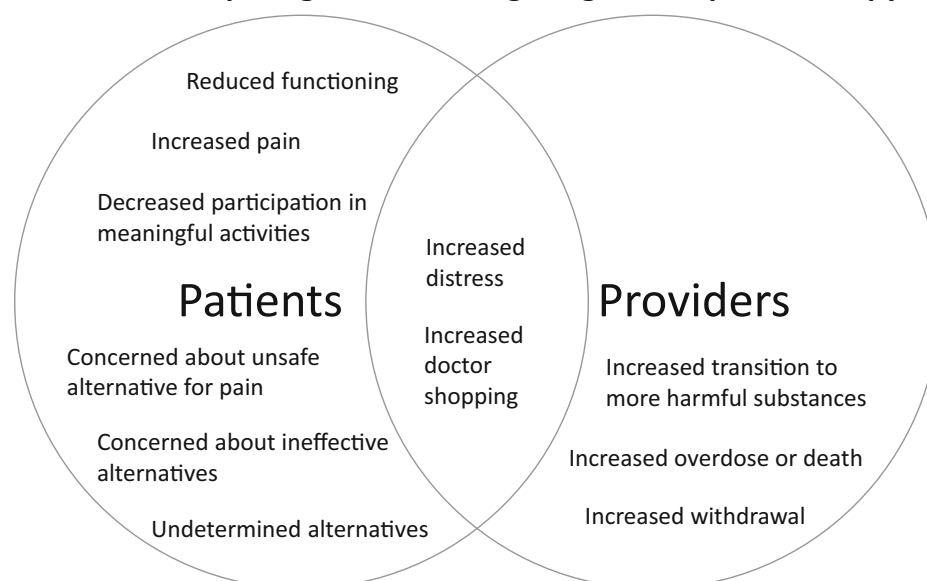 Reduced functioning
Increased pain
Decreased participation in
meaningful activities
Patients
Concerned about unsafe
alternative for pain
Concerned about ineffective
alternatives
Undetermined alternatives
Increased
distress
Increased
doctor
shopping
Providers
Increased transition to
more harmful substances
Increased overdose or death
Increased withdrawal